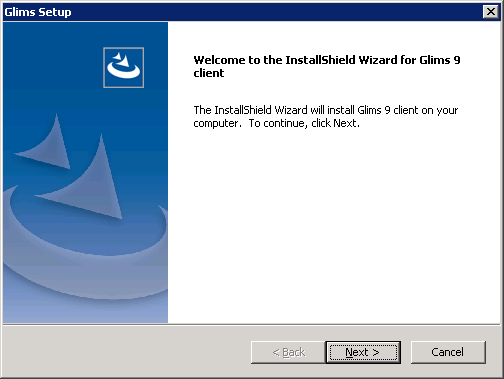 Glims Setup
Welcome to the InstallShield Wizard for Glims 9
client
The InstallShield Wizard will install Glims 9 client on your
computer.  To continue, click Next.
< Back
Next >
Cancel